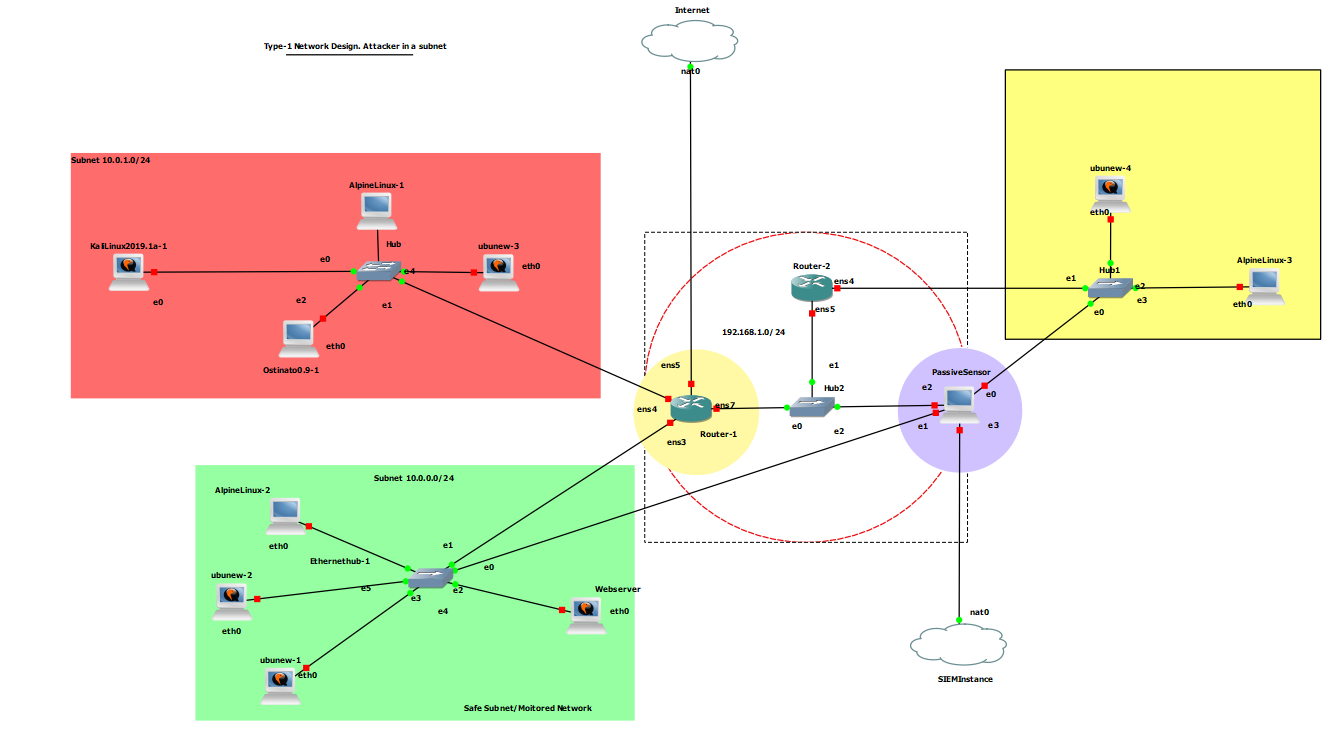 Internet
Type-1 Network Design. Attacker in a subnet
nat0
Subnet 10.0.1.0/24
AlpineLinux-1
KaliLinux2019.1a-1
Hub
ubunew-3
e0
e4
eth0
e0
e2
e1
eth0
Ostinato0.9-1
ubunew-4
eth0
Hub1
AlpineLinux-3
e1
e2
e3
eth0
e0
Router-2
ens4
ens5
192.168.1.0/24
ens5
e1
PassiveSensor
Hub2
e2
e0
ens4
ens7
Router-1
e0
e2
e1
e3
ens3
Subnet 10.0.0.0/24
AlpineLinux-2
eth0
e1
Ethernethub-1
e0
ubunew-2
e5
e3
e2
e4
Webserver
eth0
eth0
ubunew-1
eth0
Safe Subnet/Moitored Network
nat0
SIEMInstance